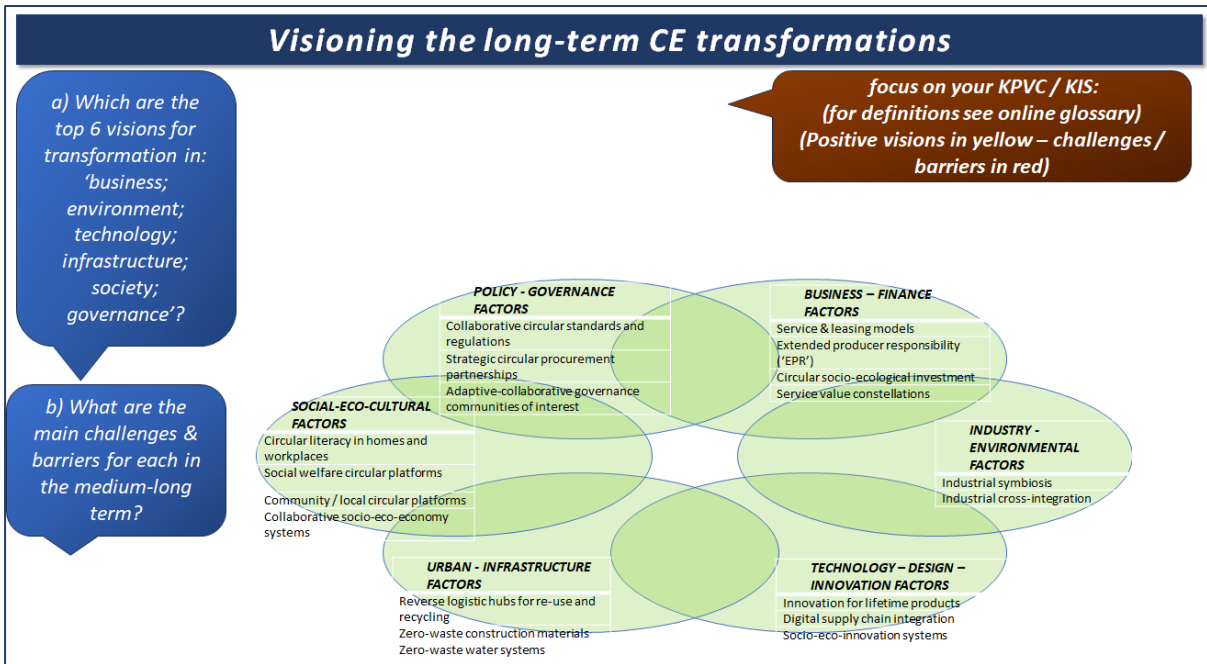 Visioning the long-term CE transformations
a) Which are the
top 6 visions for
transformation in:
‘business;
environment;
technology;
infrastructure;
society;
governance’?
focus on your KPVC / KIS:
(for definitions see online glossary)
(Positive visions in yellow – challenges /
barriers in red)
b) What are the
main challenges &
barriers for each in
the medium-long
term?
POLICY - GOVERNANCE
FACTORS
Collaborative circular standards and
regulations
Strategic circular procurement
partnerships
Adaptive-collaborative governance
communities of interest
BUSINESS – FINANCE
FACTORS
Service & leasing models
Extended producer responsibility
(‘EPR’)
Circular socio-ecological investment
Service value constellations
SOCIAL-ECO-CULTURAL
FACTORS
Circular literacy in homes and
workplaces
Social welfare circular platforms
Community / local circular platforms
Collaborative socio-eco-economy
systems
INDUSTRY -
ENVIRONMENTAL
FACTORS
Industrial symbiosis
Industrial cross-integration
URBAN - INFRASTRUCTURE
FACTORS
Reverse logistic hubs for re-use and
recycling
Zero-waste construction materials
Zero-waste water systems
TECHNOLOGY – DESIGN –
INNOVATION FACTORS
Innovation for lifetime products
Digital supply chain integration
Socio-eco-innovation systems